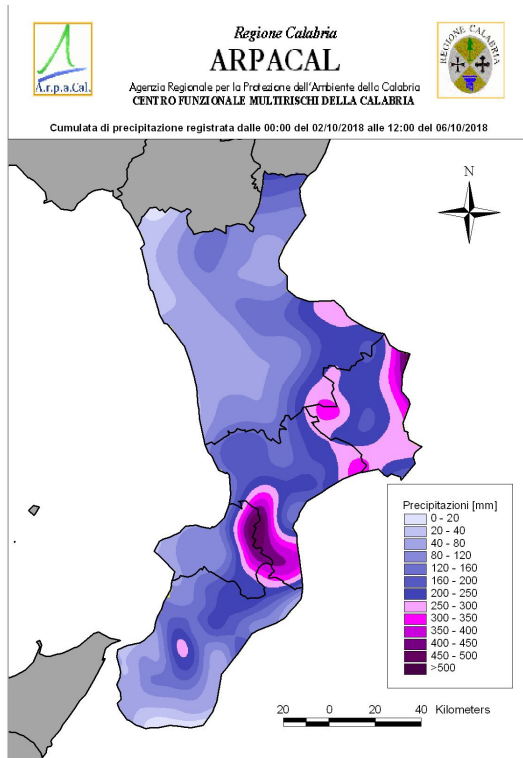 Regione Calabria
ARPACAL
Agenzia Regionale per la Protezione dell'Ambiente della Calabria
CENTRO FUNZIONALE MULTIRISCHI DELLA CALABRIA
A.r.p.a.Cal.
REGIONE CALABRIA
Cumulata di precipitazione registrata dalle 00:00 del 02/10/2018 alle 12:00 del 06/10/2018
N
Precipitazioni [mm]
0 - 20
20 - 40
40 - 80
80 - 120
120 - 160
160 - 200
200 - 250
250 - 300
300 - 350
350 - 400
400 - 450
450 - 500
>500
20 0 20 40 Kilometers